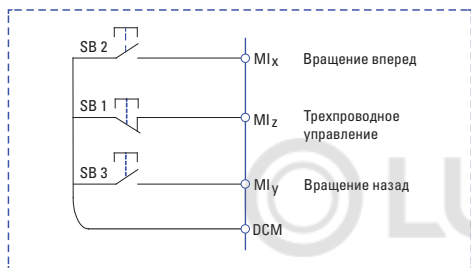 SB 2
MIx
Вращение вперед
SB 1
MIz
Трехпроводное
управление
SB 3
MIy
Вращение назад
DCM